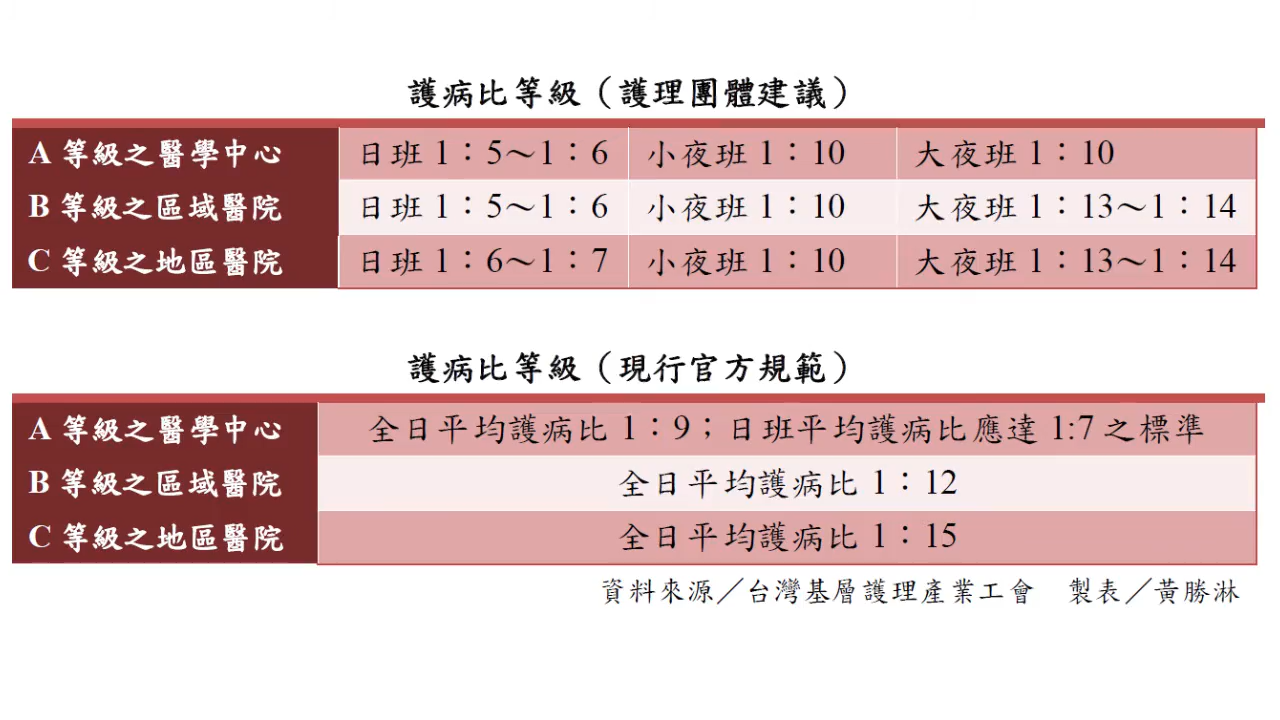 護病比等級（護理團體建議）
A 等級之醫學中心 日班 1：5～1：6 小夜班 1：10 大夜班 1：10
B 等級之區域醫院 日班 1：5～1：6 小夜班 1：10 大夜班 1：13～1：14
C 等級之地區醫院 日班 1：6～1：7 小夜班 1：10 大夜班 1：13～1：14
護病比等級（現行官方規範）
A 等級之醫學中心 全日平均護病比 1：9；日班平均護病比應達 1:7 之標準
B 等級之區域醫院 全日平均護病比 1：12
C 等級之地區醫院 全日平均護病比 1：15
資料來源／台灣基層護理產業工會 製表／黃勝淋